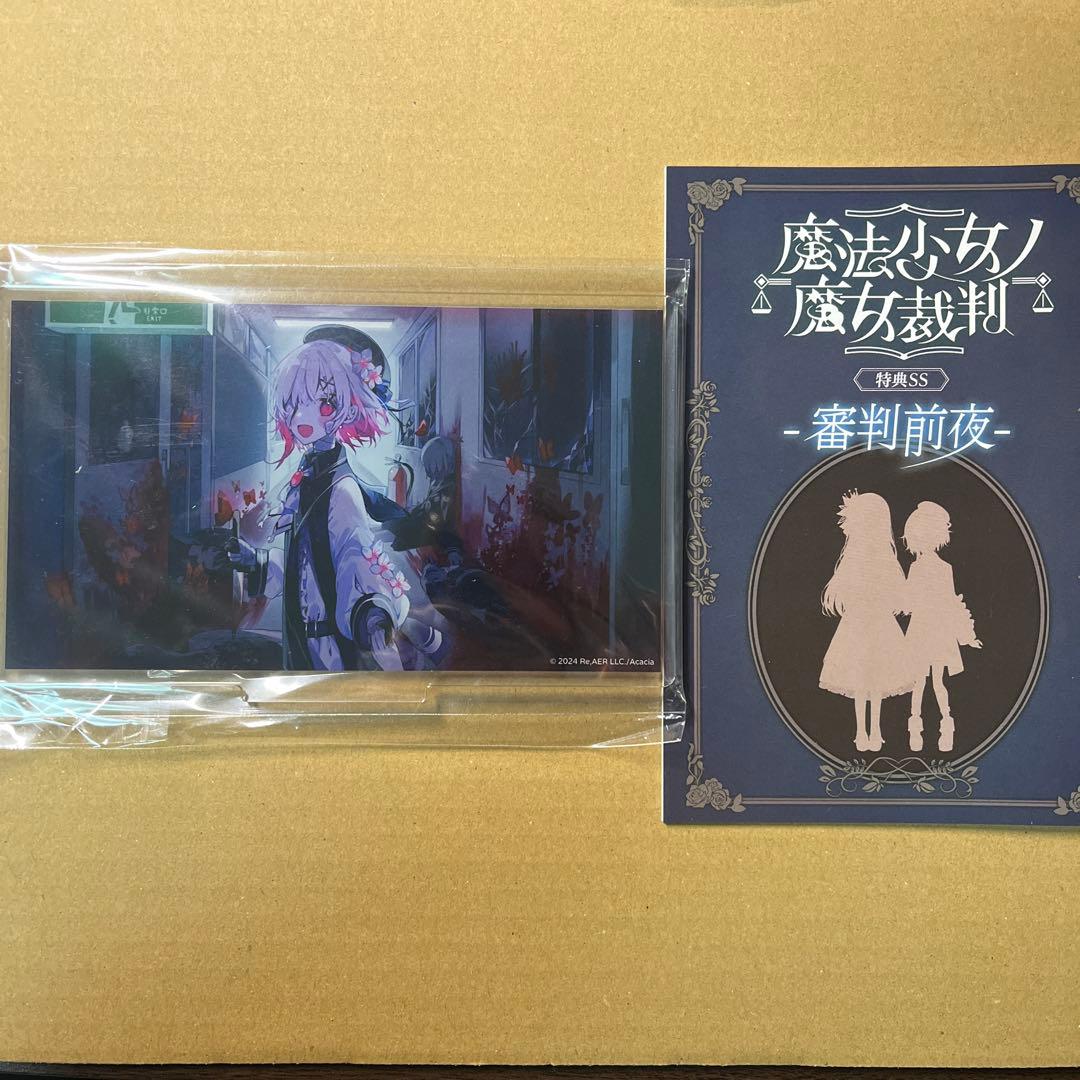 非常口
EXIT
© 2024 Re,AER LLC./Acacia
魔法少女ノ
魔女裁判
特典SS
-審判前夜-